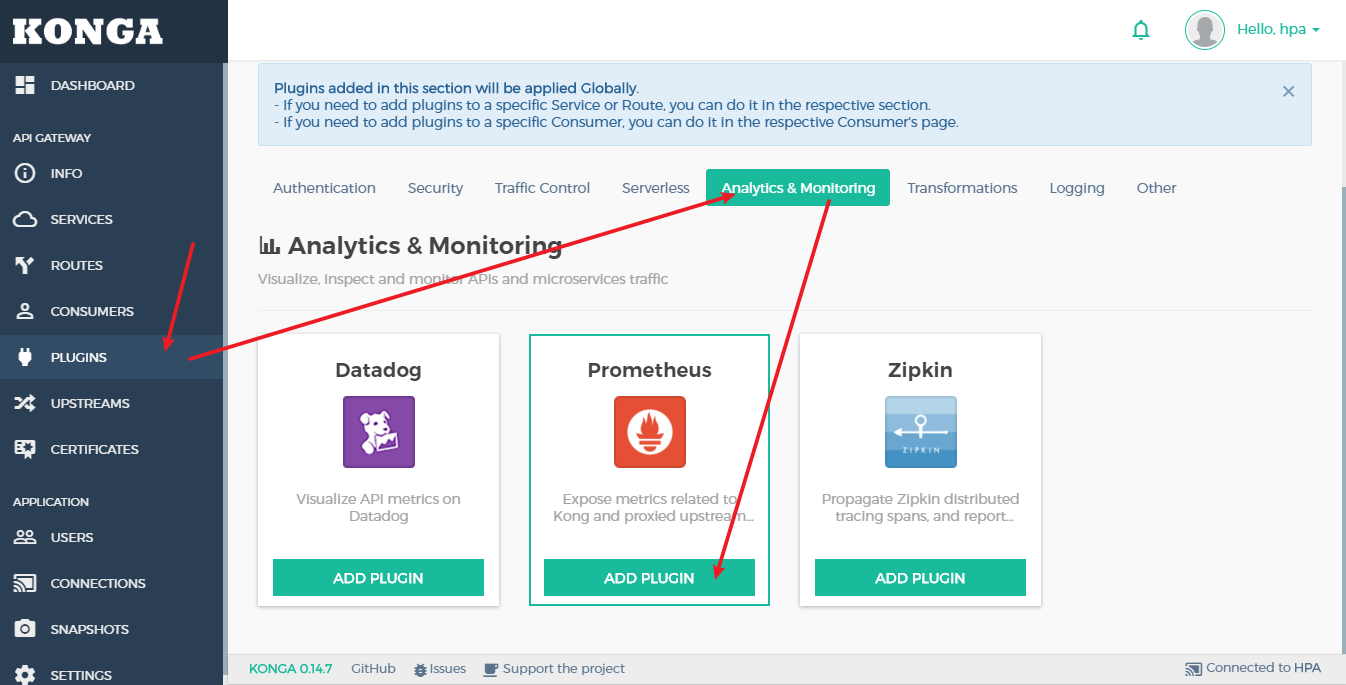 KONGA
Hello, hpa
DASHBOARD
API GATEWAY
INFO
SERVICES
ROUTES
CONSUMERS
PLUGINS
UPSTREAMS
CERTIFICATES
APPLICATION
USERS
CONNECTIONS
SNAPSHOTS
SETTINGS
Plugins added in this section will be applied Globally.
- If you need to add plugins to a specific Service or Route, you can do it in the respective section.
- If you need to add plugins to a specific Consumer, you can do it in the respective Consumer's page.
Authentication Security Traffic Control Serverless Analytics & Monitoring Transformations Logging Other
Analytics & Monitoring
Visualize, inspect and monitor APIs and microservices traffic
Datadog
Visualize API metrics on
Datadog
ADD PLUGIN
Prometheus
Expose metrics related to
Kong and proxied upstream...
ADD PLUGIN
Zipkin
ZIPKIN
Propagate Zipkin distributed
tracing spans, and report...
ADD PLUGIN
KONGA 0.14.7 GitHub Issues Support the project Connected to HPA